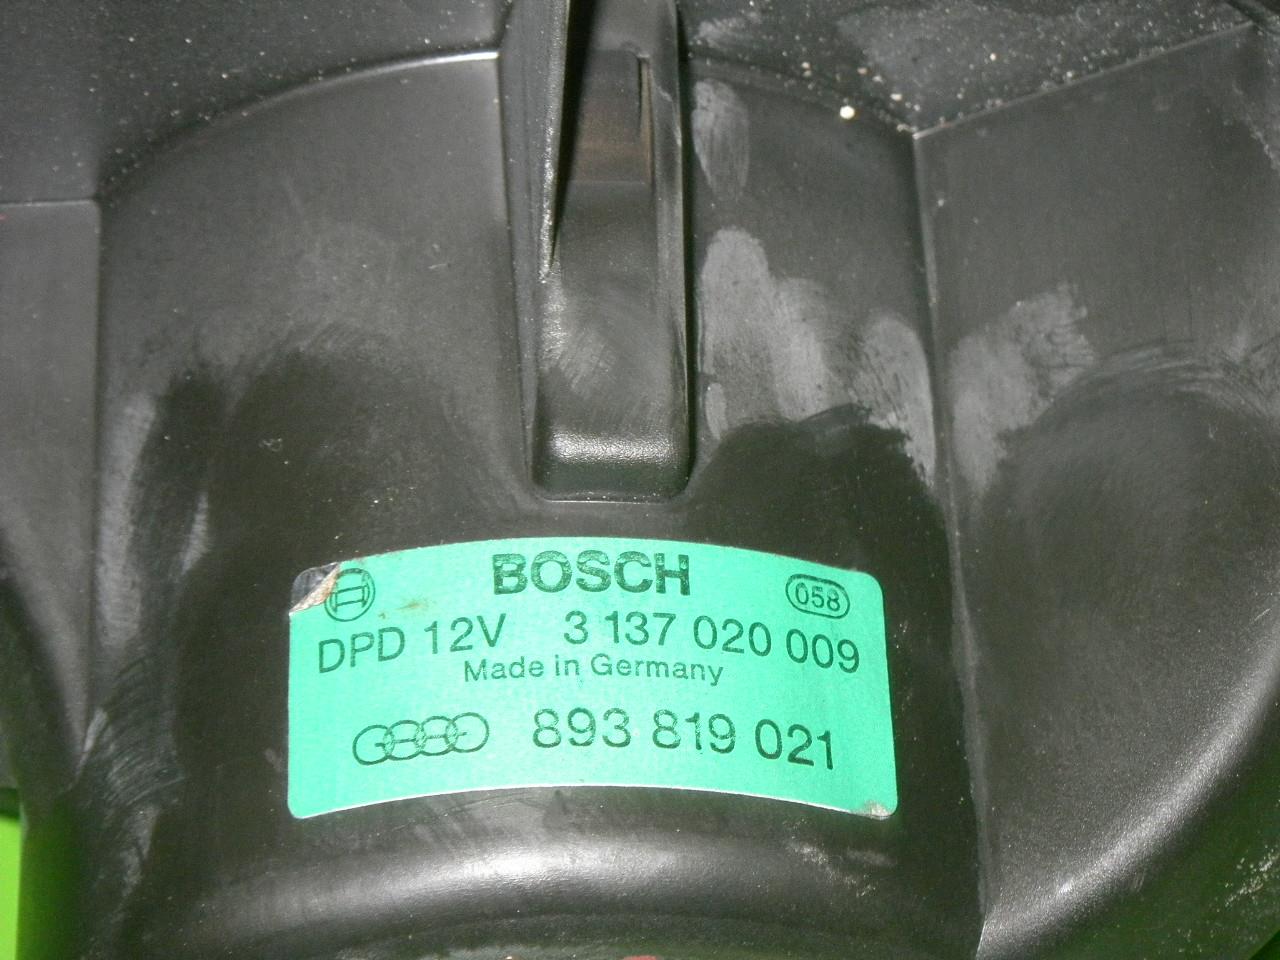 BOSCH 058
DPD 12V 3 137 020 009
Made in Germany
893 819 021